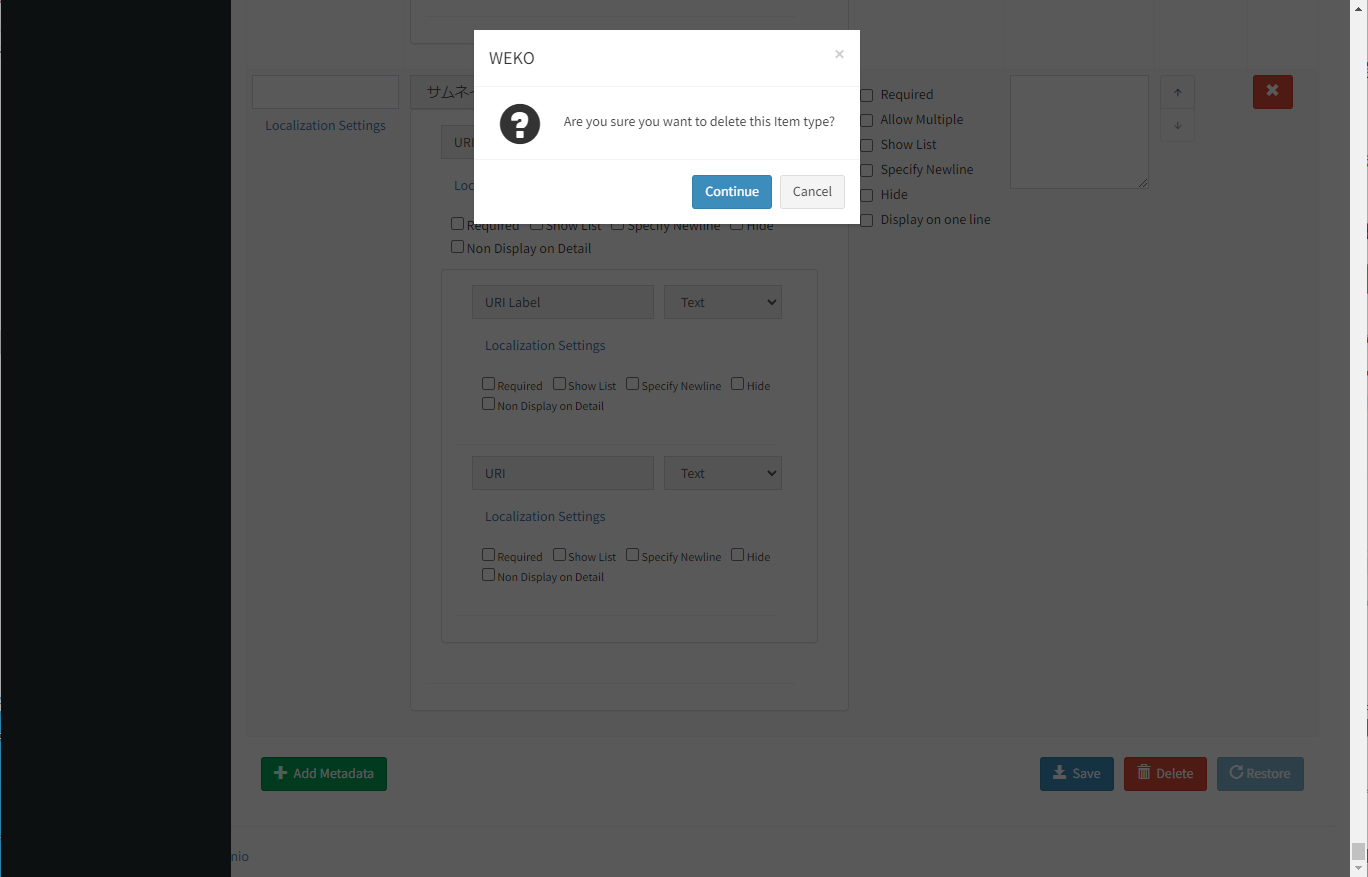 WEKO
×
Are you sure you want to delete this Item type?
Continue
Cancel
Localization Settings
サムネイ
URI
Loc
Required Show List Specify Newline Hide
Non Display on Detail
URI Label
Text
Localization Settings
Required Show List Specify Newline Hide
Non Display on Detail
URI
Text
Localization Settings
Required Show List Specify Newline Hide
Non Display on Detail
Required
Allow Multiple
Show List
Specify Newline
Hide
Display on one line
Add Metadata
Save
Delete
Restore
nio